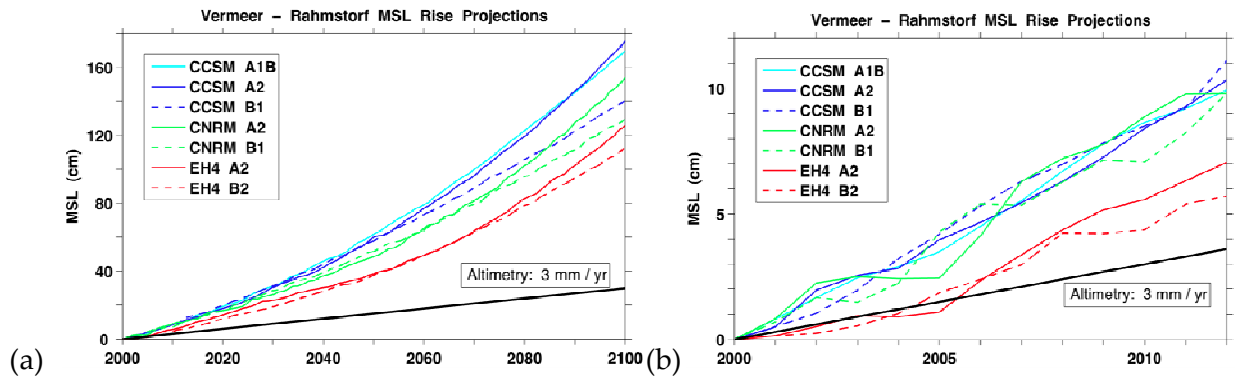 Vermeer – Rahmstorf MSL Rise Projections
MSL (cm)
160
120
80
40
0
CCSM A1B
CCSM A2
CCSM B1
CNRM A2
CNRM B1
EH4 A2
EH4 B2
Altimetry: 3 mm / yr
2000 2020 2040 2060 2080 2100
(a)
Vermeer – Rahmstorf MSL Rise Projections
MSL (cm)
10
5
0
CCSM A1B
CCSM A2
CCSM B1
CNRM A2
CNRM B1
EH4 A2
EH4 B2
Altimetry: 3 mm / yr
2000 2005 2010
(b)